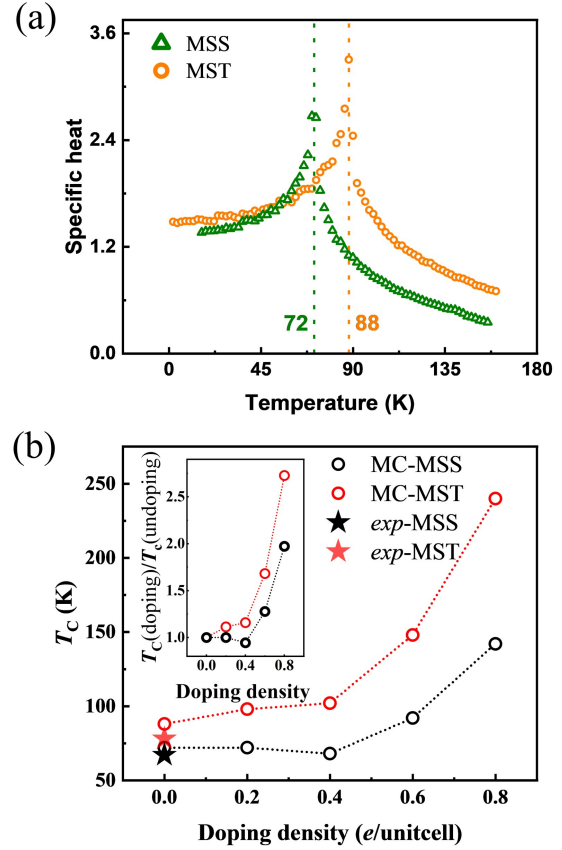 (a)
3.6
2.4
1.2
0.0
Specific heat
MSS
MST
72
88
0
45
90
135
180
Temperature (K)
(b)
250
200
150
100
50
T_C (K)
MC-MSS
MC-MST
exp-MSS
exp-MST
T_C(doping)/T_c(undoping)
2.5
2.0
1.5
1.0
0.0
0.4
0.8
Doping density
0.0
0.2
0.4
0.6
0.8
Doping density (e/unitcell)